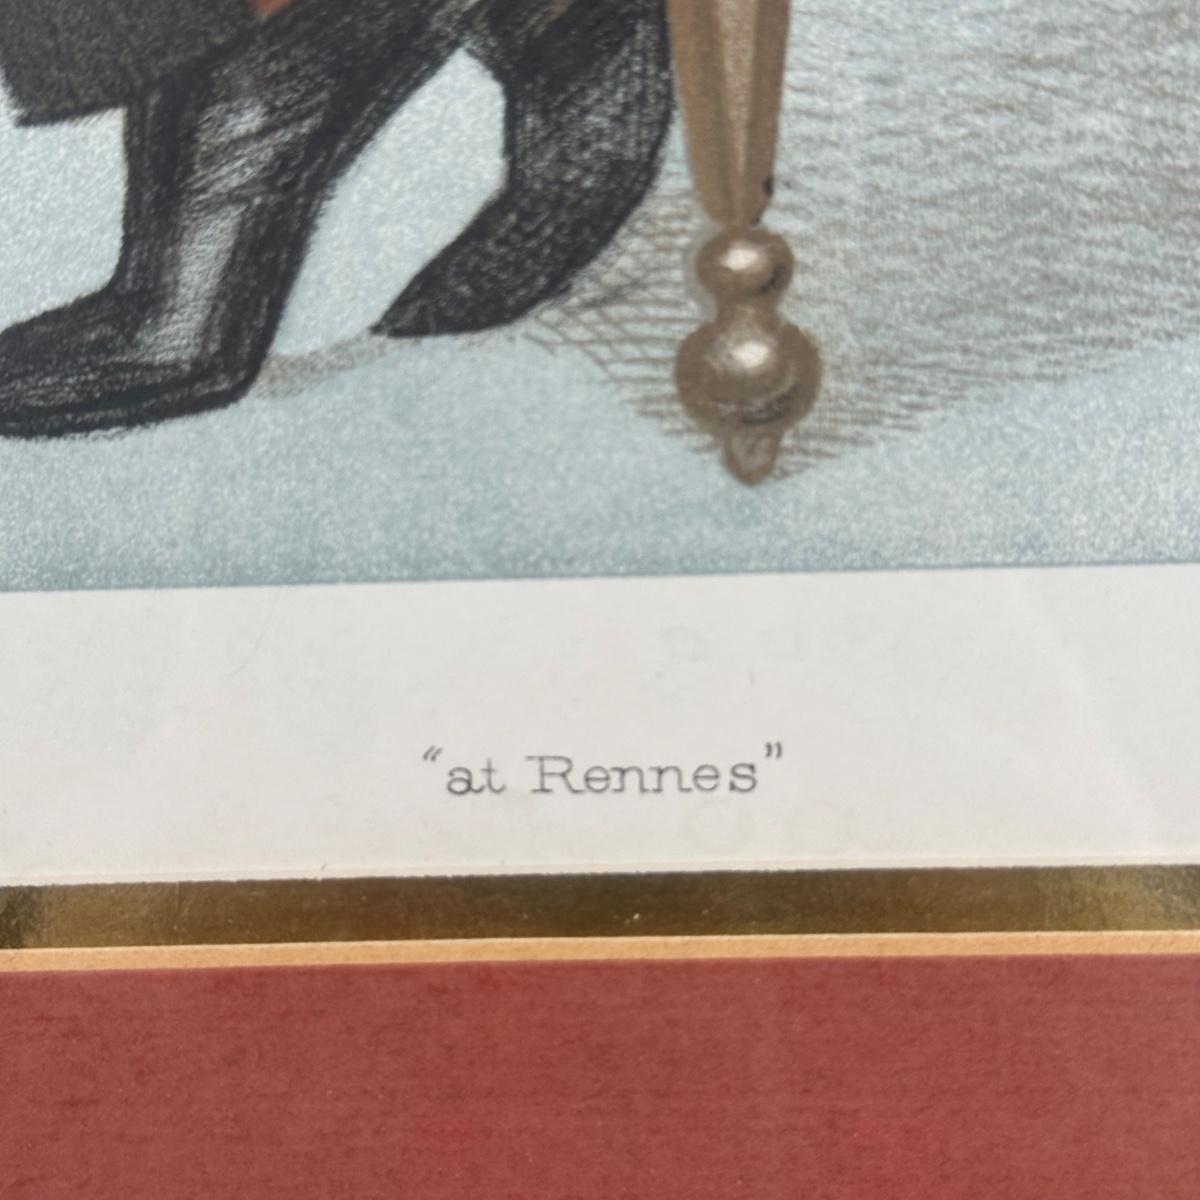 “at Rennes”